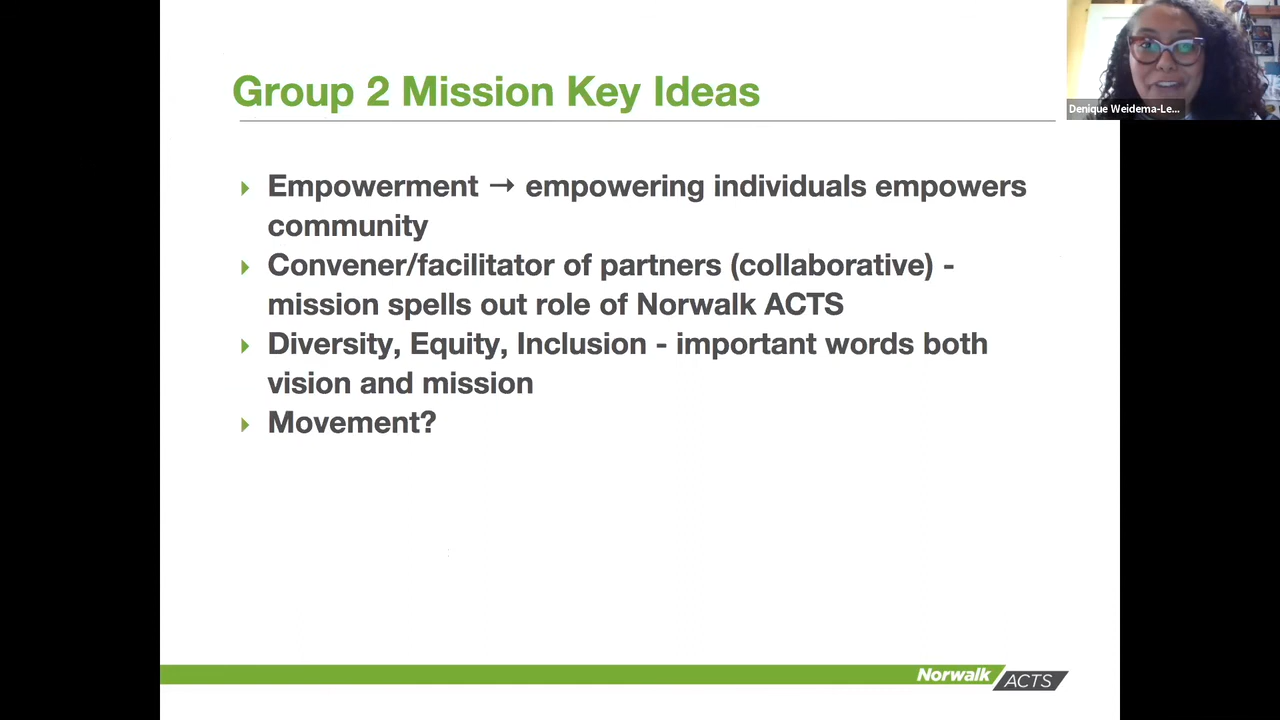 Group 2 Mission Key Ideas
Denique Weidema-Le...
Empowerment → empowering individuals empowers
community
Convener/facilitator of partners (collaborative) -
mission spells out role of Norwalk ACTS
Diversity, Equity, Inclusion - important words both
vision and mission
Movement?
Norwalk ACTS